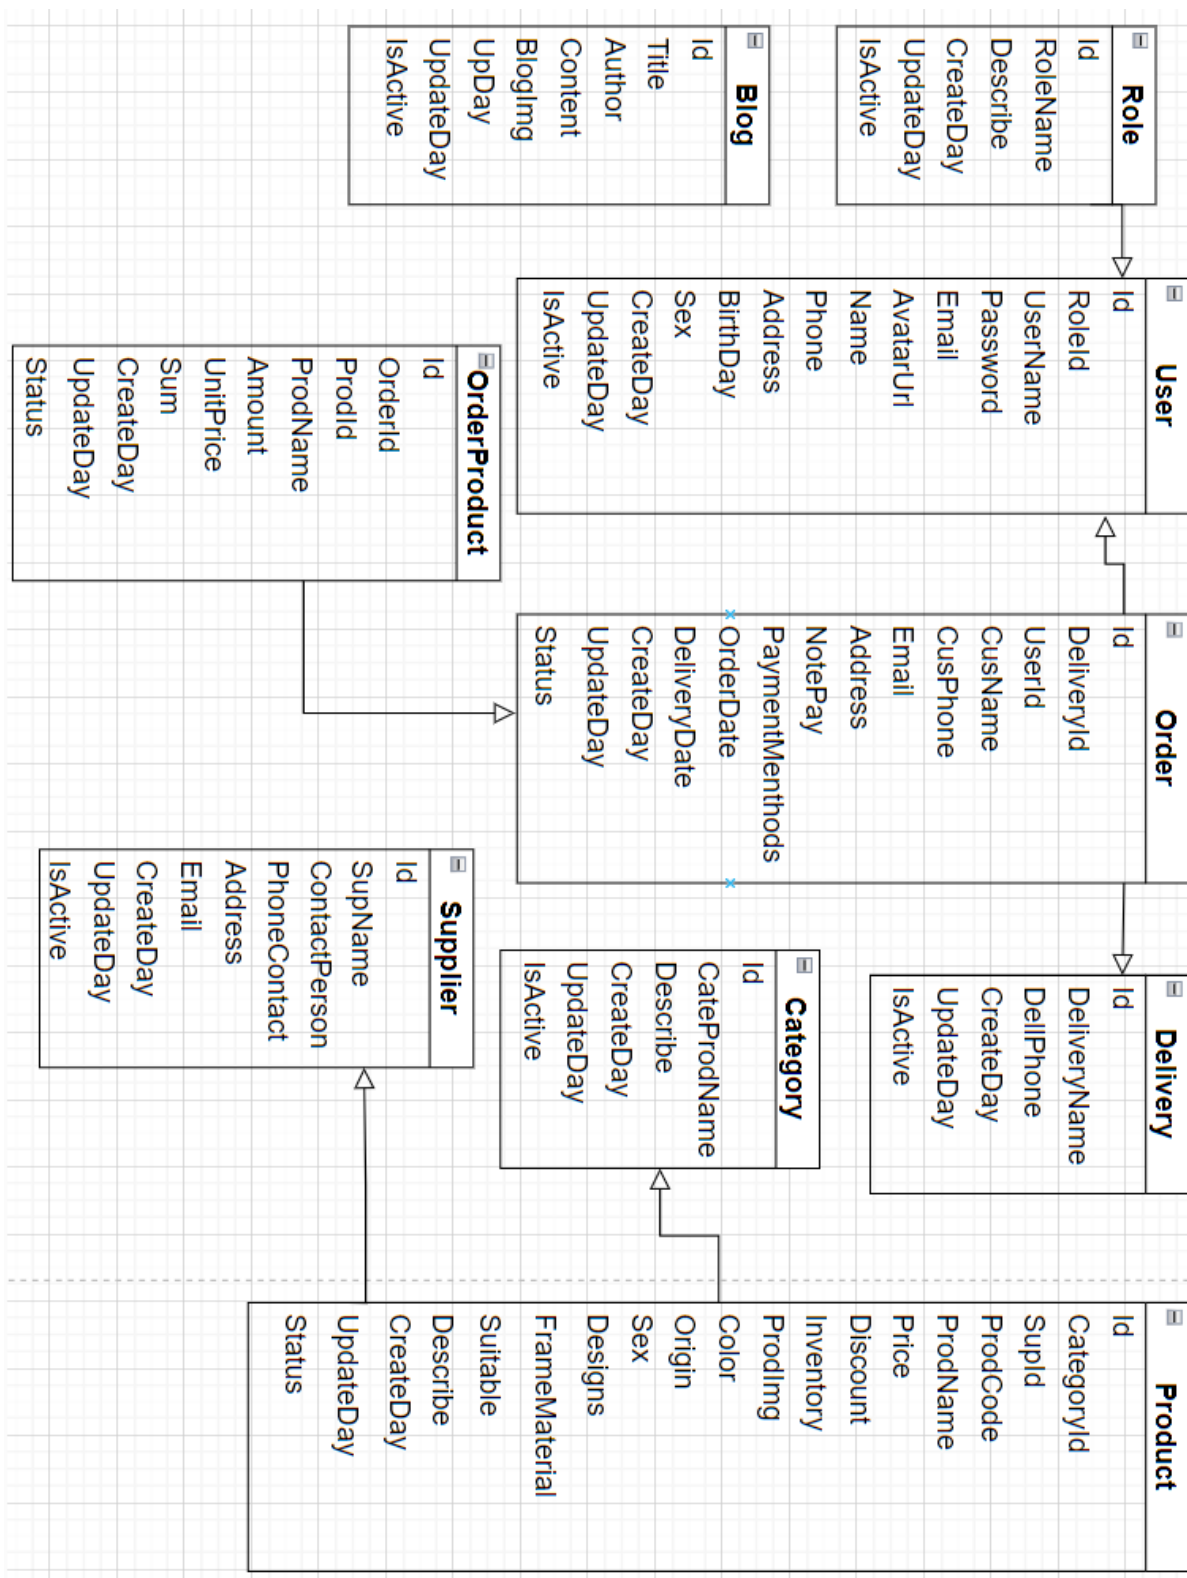 Role
Id
RoleName
Describe
CreateDay
UpdateDay
IsActive
User
Id
RoleId
UserName
Password
Email
AvatarUrl
Name
Phone
Address
BirthDay
Sex
CreateDay
UpdateDay
IsActive
Order
Id
DeliveryId
UserId
CusName
CusPhone
Email
Address
NotePay
PaymentMenthods
OrderDate
DeliveryDate
CreateDay
UpdateDay
Status
Delivery
Id
DeliveryName
DellPhone
CreateDay
UpdateDay
IsActive
Product
Id
CategoryId
SupId
ProdCode
ProdName
Price
Discount
Inventory
ProdImg
Color
Origin
Sex
Designs
FrameMaterial
Suitable
Describe
CreateDay
UpdateDay
Status
Blog
Id
Title
Author
Content
BlogImg
UpDay
UpdateDay
IsActive
Category
Id
CateProdName
Describe
CreateDay
UpdateDay
IsActive
OrderProduct
Id
OrderId
ProdId
ProdName
Amount
UnitPrice
Sum
CreateDay
UpdateDay
Status
Supplier
Id
SupName
ContactPerson
PhoneContact
Address
Email
CreateDay
UpdateDay
IsActive